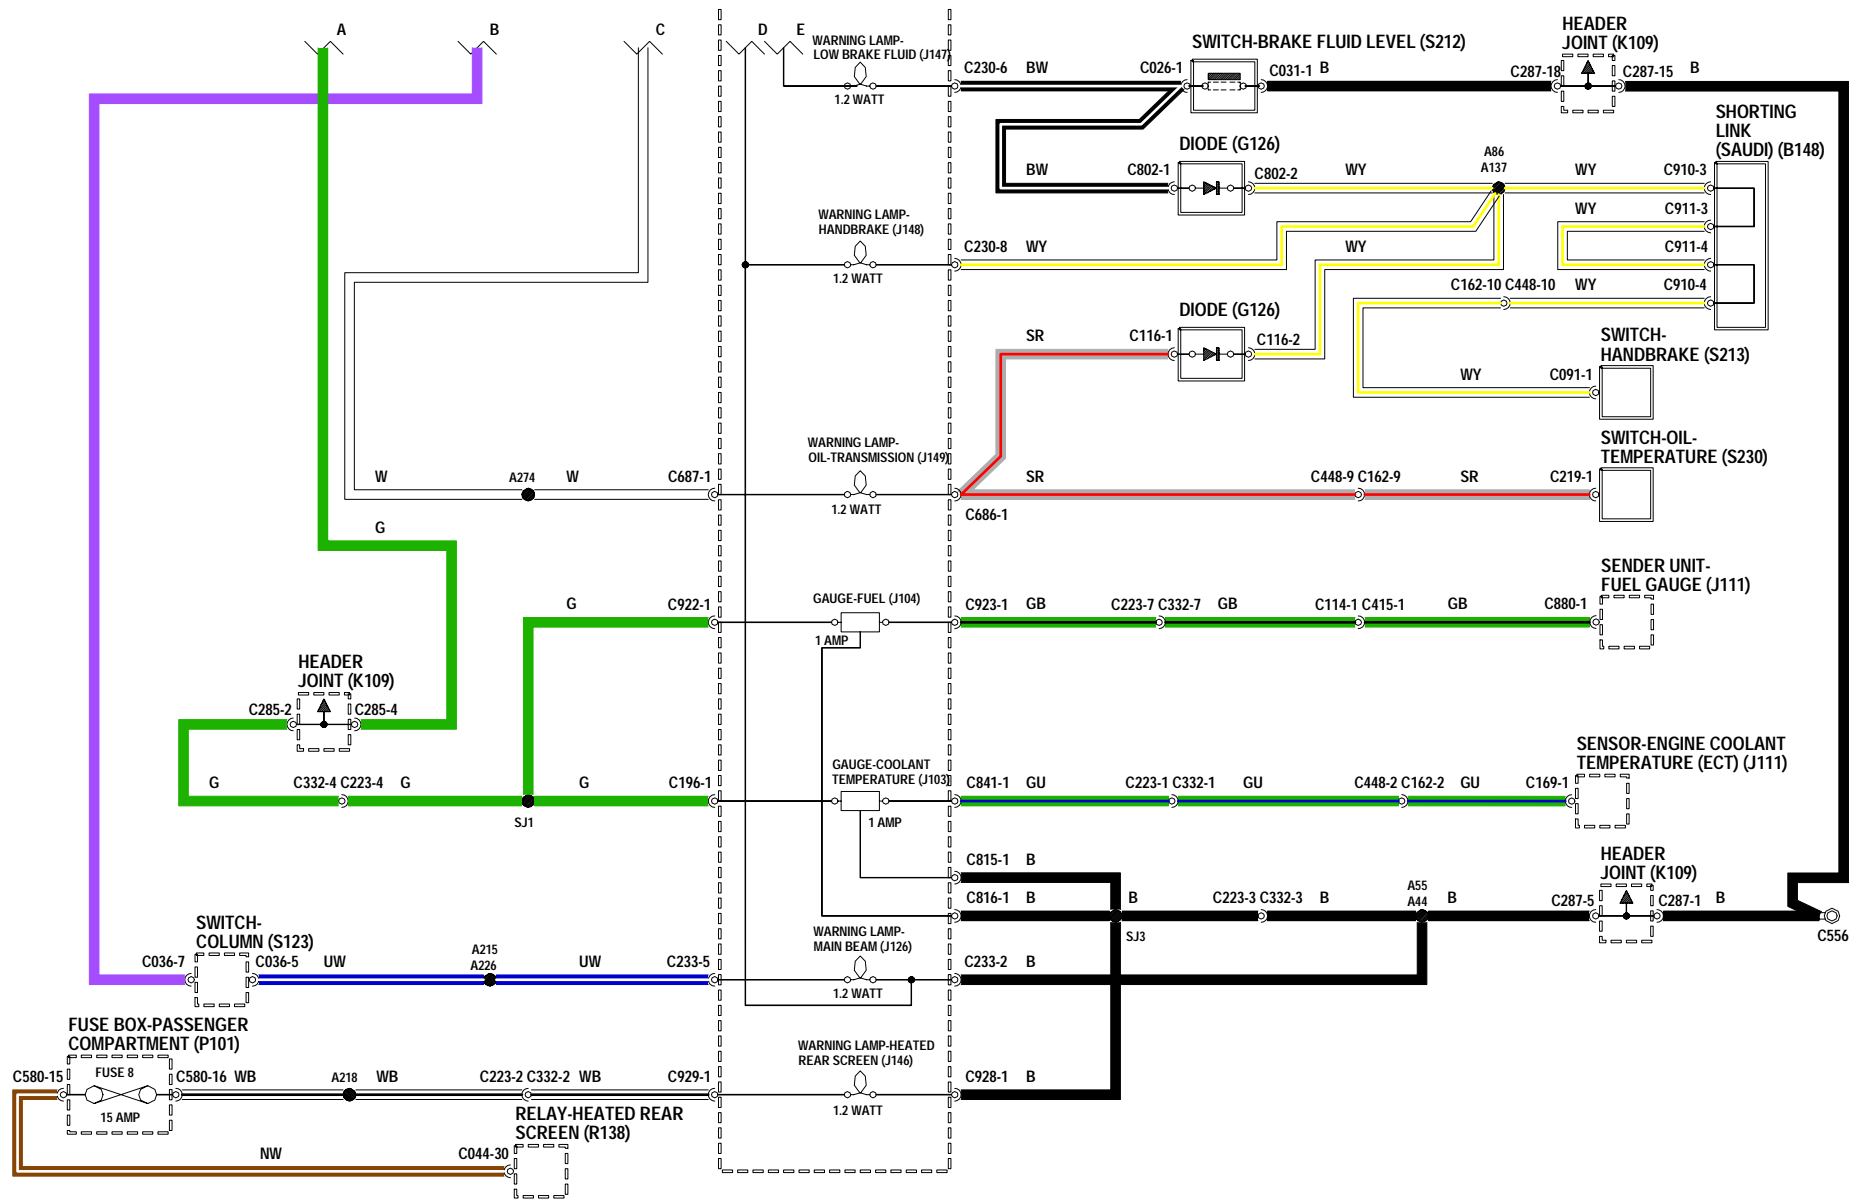 A
B
C
D
E
WARNING LAMP-
LOW BRAKE FLUID (J147)
1.2 WATT
C230-6
BW
C026-1
SWITCH-BRAKE FLUID LEVEL (S212)
C031-1
B
C287-18
HEADER
JOINT (K109)
C287-15
B
SHORTING
LINK
(SAUDI) (B148)
DIODE (G126)
BW
C802-1
C802-2
WY
A86
A137
WY
C910-3
WY
C911-3
C911-4
WARNING LAMP-
HANDBRAKE (J148)
1.2 WATT
C230-8
WY
WY
C162-10
C448-10
WY
C910-4
DIODE (G126)
SR
C116-1
C116-2
SWITCH-
HANDBRAKE (S213)
WY
C091-1
W
A274
W
C687-1
WARNING LAMP-
OIL-TRANSMISSION (J149)
1.2 WATT
C686-1
SR
C448-9
C162-9
SR
C219-1
SWITCH-OIL-
TEMPERATURE (S230)
G
G
C922-1
GAUGE-FUEL (J104)
1 AMP
C923-1
GB
C223-7
C332-7
GB
C114-1
C415-1
GB
C880-1
SENDER UNIT-
FUEL GAUGE (J111)
HEADER
JOINT (K109)
C285-2
C285-4
G
C332-4
C223-4
G
SJ1
G
C196-1
GAUGE-COOLANT
TEMPERATURE (J103)
1 AMP
C841-1
GU
C223-1
C332-1
GU
C448-2
C162-2
GU
C169-1
SENSOR-ENGINE COOLANT
TEMPERATURE (ECT) (J111)
C815-1
B
C816-1
B
B
SJ3
C223-3
C332-3
B
A55
A44
B
C287-5
HEADER
JOINT (K109)
C287-1
B
C556
SWITCH-
COLUMN (S123)
C036-7
C036-5
UW
A215
A226
UW
C233-5
WARNING LAMP-
MAIN BEAM (J126)
1.2 WATT
C233-2
B
FUSE BOX-PASSENGER
COMPARTMENT (P101)
C580-15
FUSE 8
15 AMP
C580-16
WB
A218
WB
C223-2
C332-2
WB
C929-1
WARNING LAMP-HEATED
REAR SCREEN (J146)
1.2 WATT
C928-1
B
RELAY-HEATED REAR
SCREEN (R138)
NW
C044-30